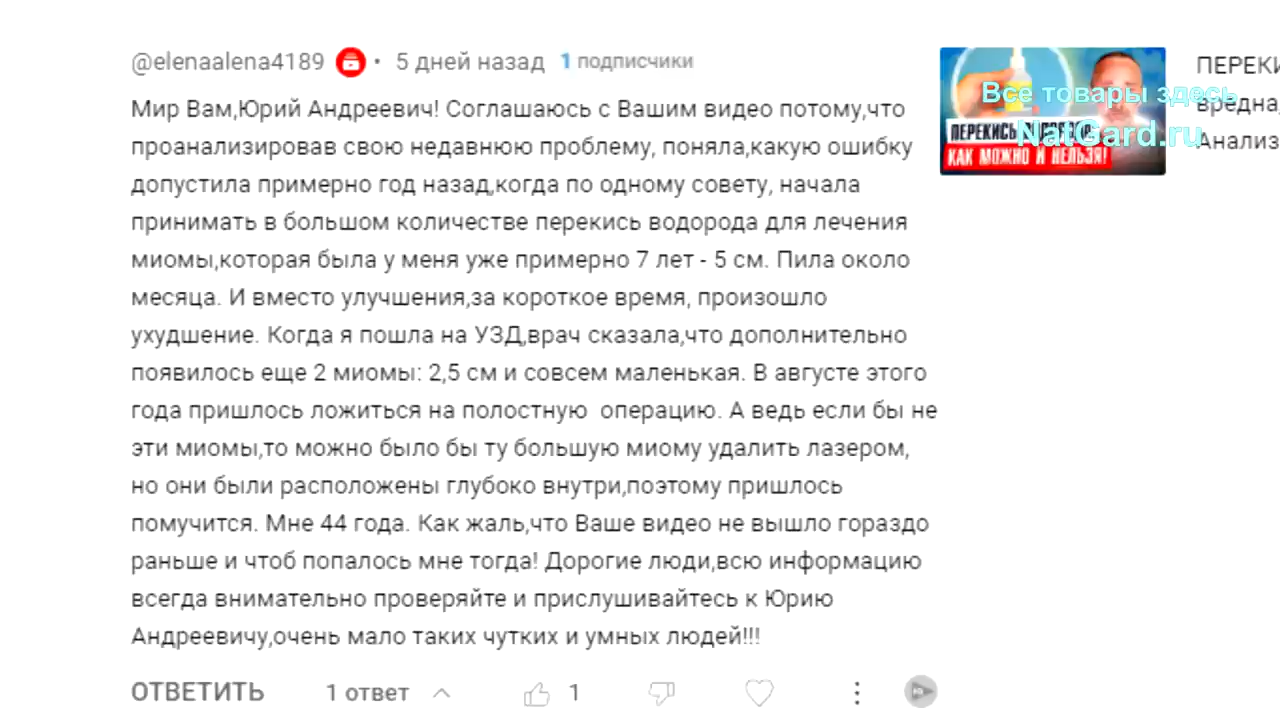 @elenaalena4189 • 5 дней назад 1 подписчики
Мир Вам,Юрий Андреевич! Соглашаюсь с Вашим видео потому,что
проанализировав свою недавнюю проблему, поняла,какую ошибку
допустила примерно год назад,когда по одному совету, начала
принимать в большом количестве перекись водорода для лечения
миомы,которая была у меня уже примерно 7 лет - 5 см. Пила около
месяца. И вместо улучшения,за короткое время, произошло
ухудшение. Когда я пошла на УЗД,врач сказала,что дополнительно
появилось еще 2 миомы: 2,5 см и совсем маленькая. В августе этого
года пришлось ложиться на полостную операцию. А ведь если бы не
эти миомы,то можно было бы ту большую миому удалить лазером,
но они были расположены глубоко внутри,поэтому пришлось
помучится. Мне 44 года. Как жаль,что Ваше видео не вышло гораздо
раньше и чтоб попалось мне тогда! Дорогие люди,всю информацию
всегда внимательно проверяйте и прислушивайтесь к Юрию
Андреевичу,очень мало таких чутких и умных людей!!!
ОТВЕТИТЬ 1 ответ 1
Все товары здесь
NatGard.ru
ПЕРЕКИСЬ
КАК МОЖНО И НЕЛЬЗЯ!
ПЕРЕКИ
вредна,
Анализ